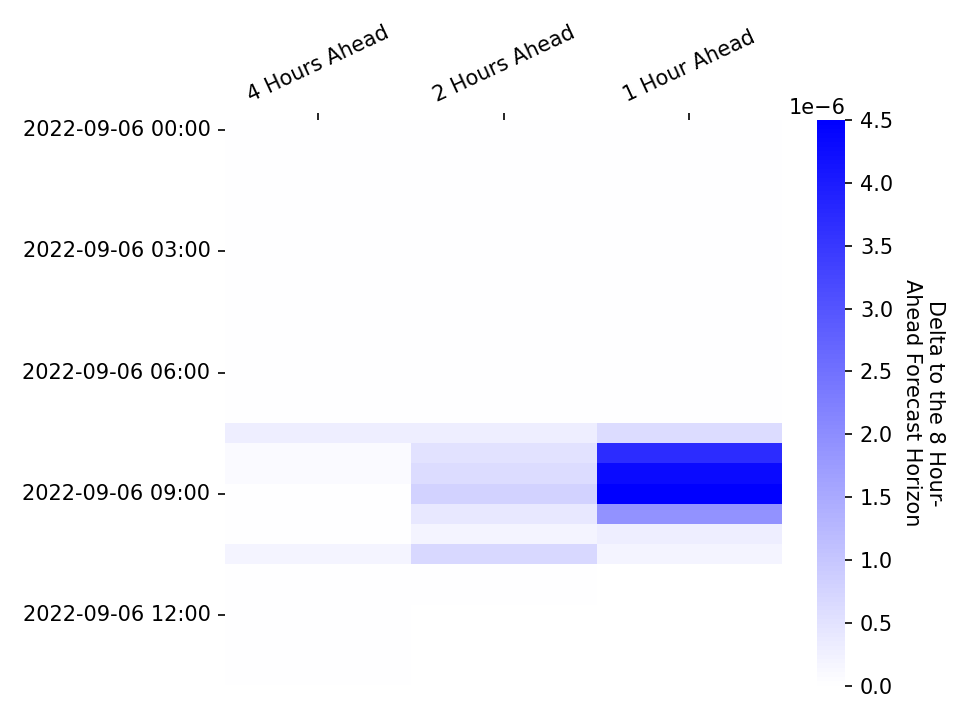 4 Hours Ahead
2 Hours Ahead
1 Hour Ahead
1e−6
2022-09-06 00:00
2022-09-06 03:00
2022-09-06 06:00
2022-09-06 09:00
2022-09-06 12:00
4.5
4.0
3.5
3.0
2.5
2.0
1.5
1.0
0.5
0.0
Delta to the 8 Hour-
Ahead Forecast Horizon